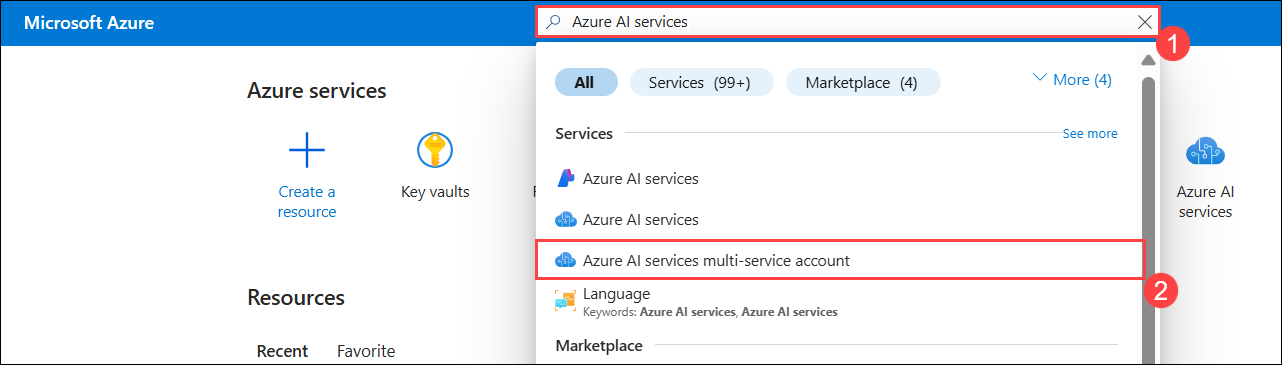 Microsoft Azure
Azure AI services
1
All
Services (99+)
Marketplace (4)
More (4)
Azure services
Services
See more
Create a
resource
Key vaults
F
Azure AI services
Azure AI services
Azure AI services multi-service account
2
Language
Keywords: Azure AI services, Azure AI services
Marketplace
Azure AI
services
Resources
Recent
Favorite